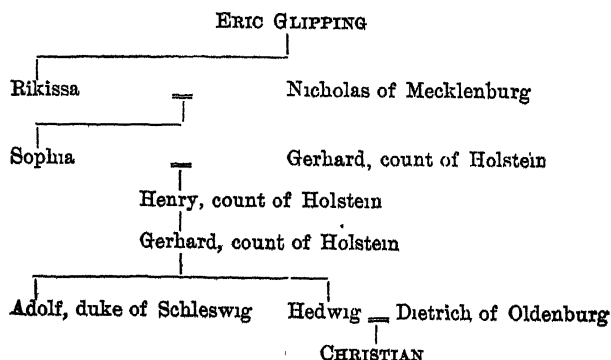 ERIC GLIPPING
Rikissa = Nicholas of Mecklenburg
Sophia = Gerhard, count of Holstein
Henry, count of Holstein
Gerhard, count of Holstein
Adolf, duke of Schleswig Hedwig = Dietrich of Oldenburg
CHRISTIAN